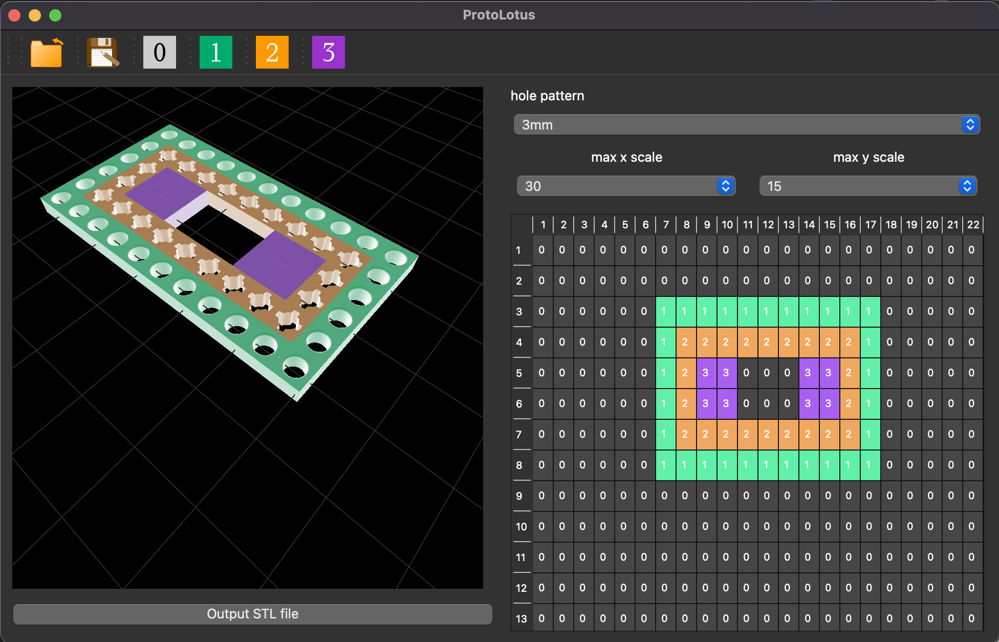 ProtoLotus
0 1 2 3
hole pattern
3mm
max x scale max y scale
30 15
1 2 3 4 5 6 7 8 9 10 11 12 13 14 15 16 17 18 19 20 21 22
1 0 0 0 0 0 0 0 0 0 0 0 0 0 0 0 0 0 0 0 0 0 0
2 0 0 0 0 0 0 0 0 0 0 0 0 0 0 0 0 0 0 0 0 0 0
3 0 0 0 0 0 0 1 1 1 1 1 1 1 1 1 1 1 0 0 0 0 0
4 0 0 0 0 0 0 1 2 2 2 2 2 2 2 2 2 1 0 0 0 0 0
5 0 0 0 0 0 0 1 2 3 3 0 0 0 3 3 2 1 0 0 0 0 0
6 0 0 0 0 0 0 1 2 3 3 0 0 0 3 3 2 1 0 0 0 0 0
7 0 0 0 0 0 0 1 2 2 2 2 2 2 2 2 2 1 0 0 0 0 0
8 0 0 0 0 0 0 1 1 1 1 1 1 1 1 1 1 1 0 0 0 0 0
9 0 0 0 0 0 0 0 0 0 0 0 0 0 0 0 0 0 0 0 0 0 0
10 0 0 0 0 0 0 0 0 0 0 0 0 0 0 0 0 0 0 0 0 0 0
11 0 0 0 0 0 0 0 0 0 0 0 0 0 0 0 0 0 0 0 0 0 0
12 0 0 0 0 0 0 0 0 0 0 0 0 0 0 0 0 0 0 0 0 0 0
13 0 0 0 0 0 0 0 0 0 0 0 0 0 0 0 0 0 0 0 0 0 0
Output STL file